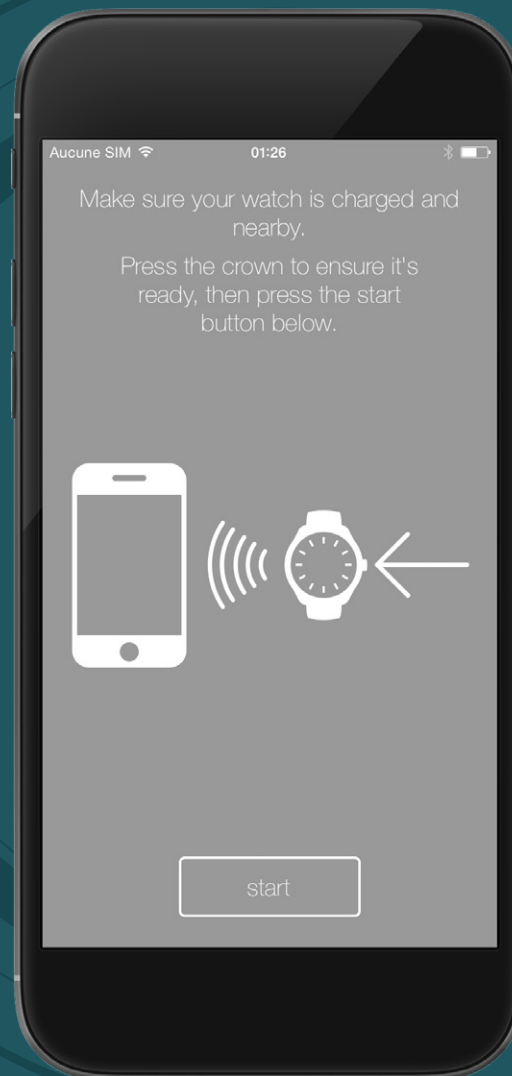 Aucune SIM 01:26
Make sure your watch is charged and
nearby.
Press the crown to ensure it's
ready, then press the start
button below.
start